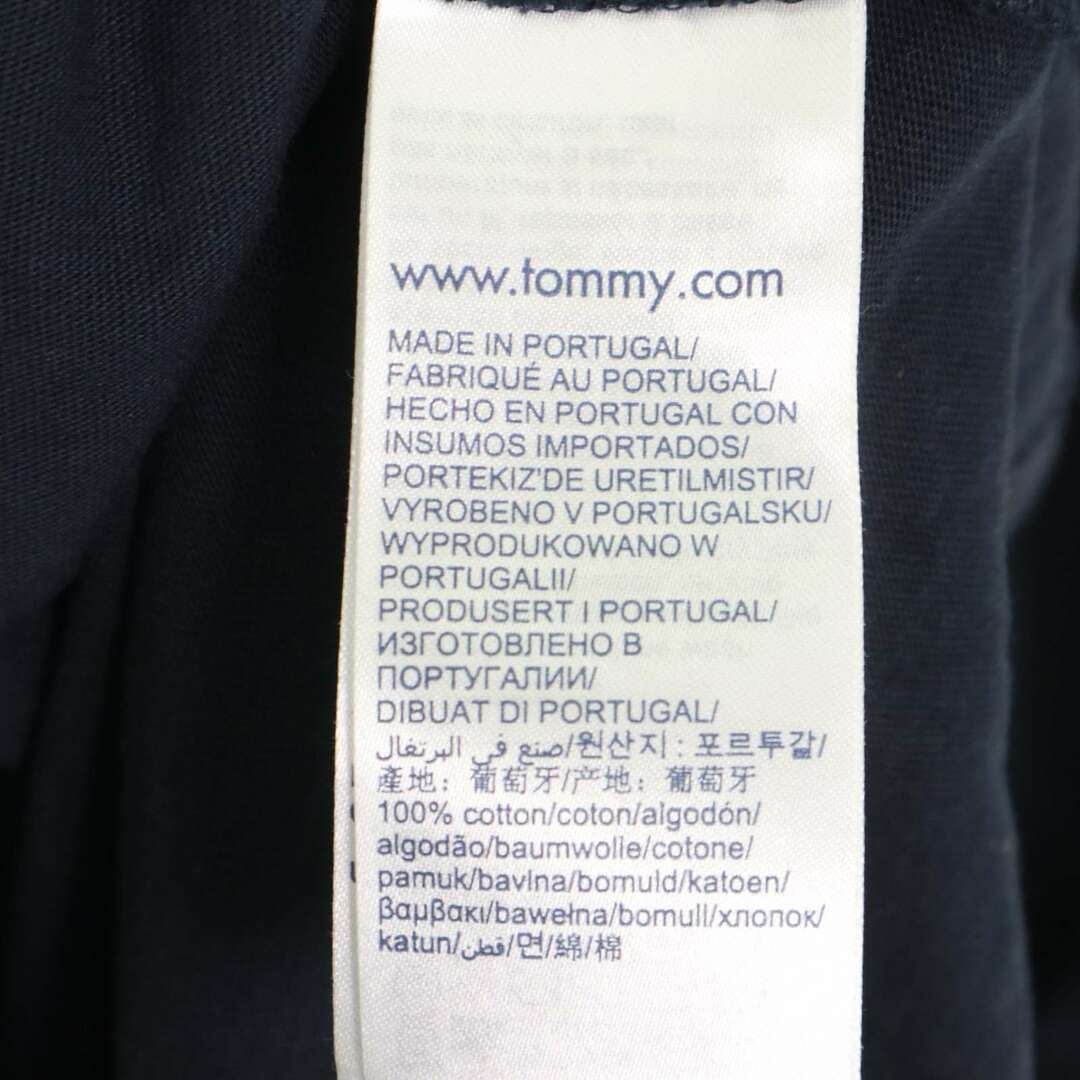 www.tommy.com
MADE IN PORTUGAL/
FABRIQUÉ AU PORTUGAL/
HECHO EN PORTUGAL CON
INSUMOS IMPORTADOS/
PORTEKIZ'DE URETILMISTIR/
VYROBENO V PORTUGALSKU/
WYPRODUKOWANO W
PORTUGALII/
PRODUSERT I PORTUGAL/
ИЗГОТОВЛЕНО В
ПОРТУГАЛИИ/
DIBUAT DI PORTUGAL/
صنع في البرتغال/원산지 : 포르투갈/
產地：葡萄牙/产地：葡萄牙
100% cotton/coton/algodón/
algodão/baumwolle/cotone/
pamuk/bavlna/bomuld/katoen/
βαμβακι/bawełna/bomull/хлопок/
katun/قطن/면/綿/棉